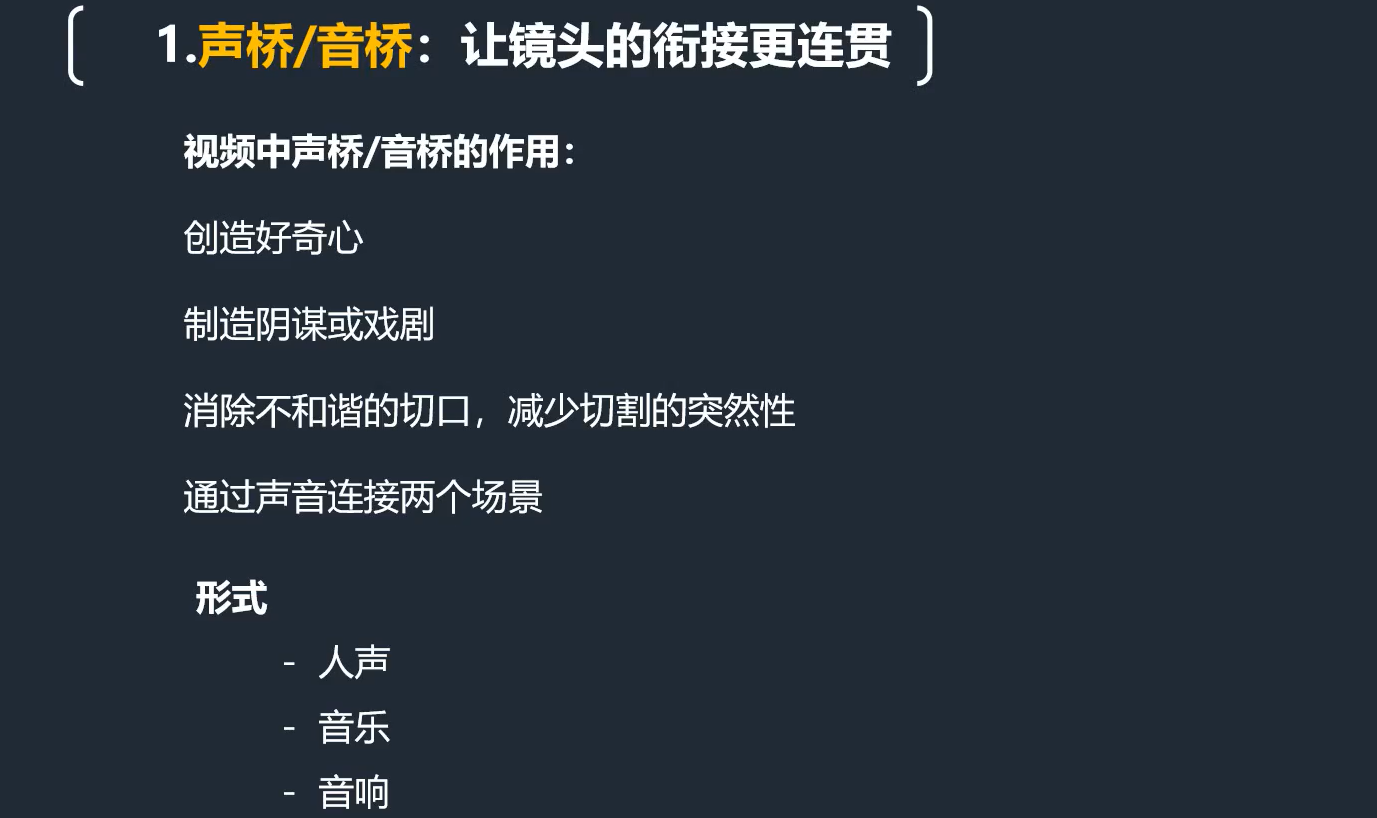 1.声桥/音桥：让镜头的衔接更连贯
视频中声桥/音桥的作用：
创造好奇心
制造阴谋或戏剧
消除不和谐的切口，减少切割的突然性
通过声音连接两个场景
形式
- 人声
- 音乐
- 音响